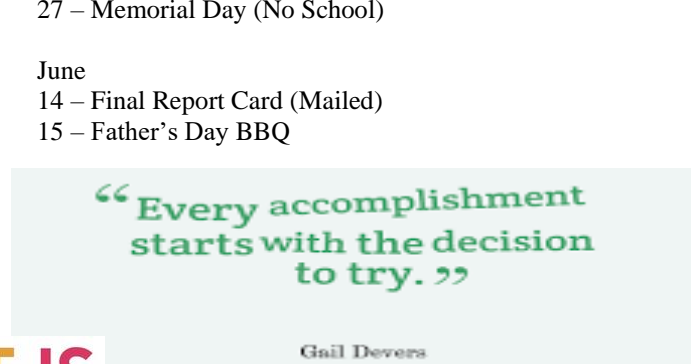 27 – Memorial Day (No School)
June
14 – Final Report Card (Mailed)
15 – Father’s Day BBQ
“Every accomplishment
starts with the decision
to try.”
Gail Devers
IS